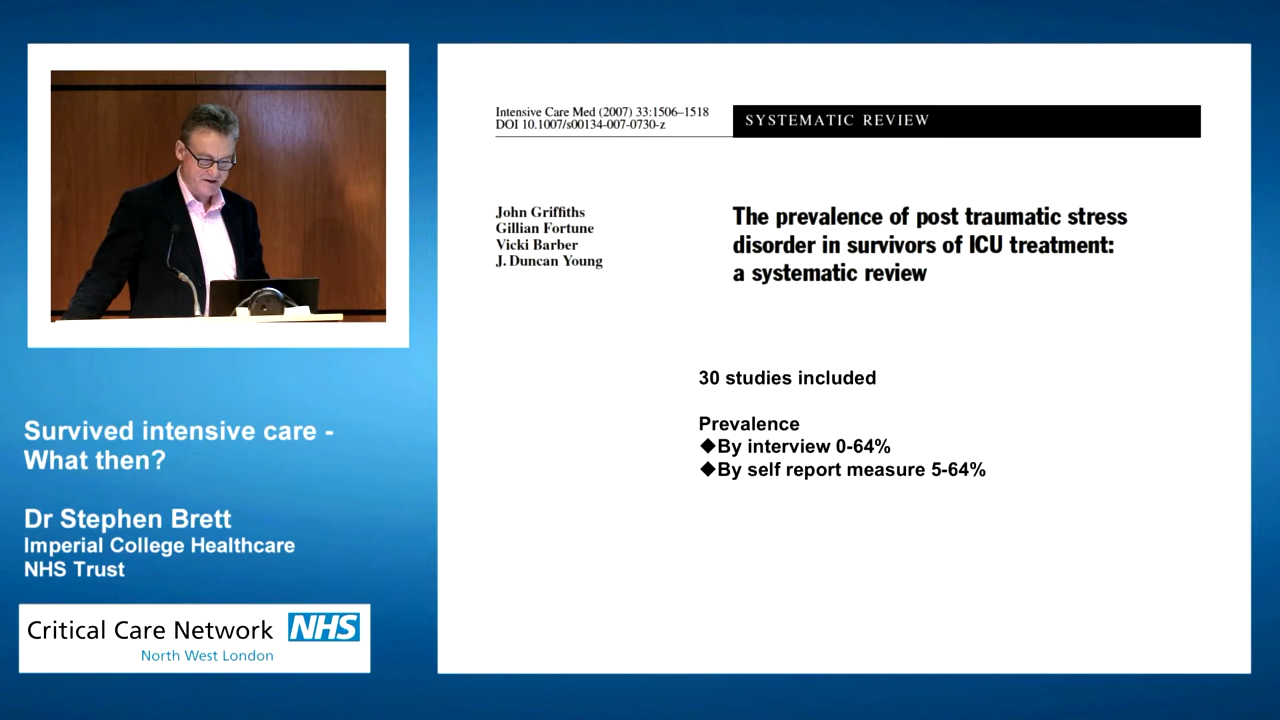 Intensive Care Med (2007) 33:1506–1518
DOI 10.1007/s00134-007-0730-z
SYSTEMATIC REVIEW
John Griffiths
Gillian Fortune
Vicki Barber
J. Duncan Young
The prevalence of post traumatic stress
disorder in survivors of ICU treatment:
a systematic review
30 studies included
Prevalence
◆By interview 0-64%
◆By self report measure 5-64%
Survived intensive care -
What then?
Dr Stephen Brett
Imperial College Healthcare
NHS Trust
Critical Care Network NHS
North West London